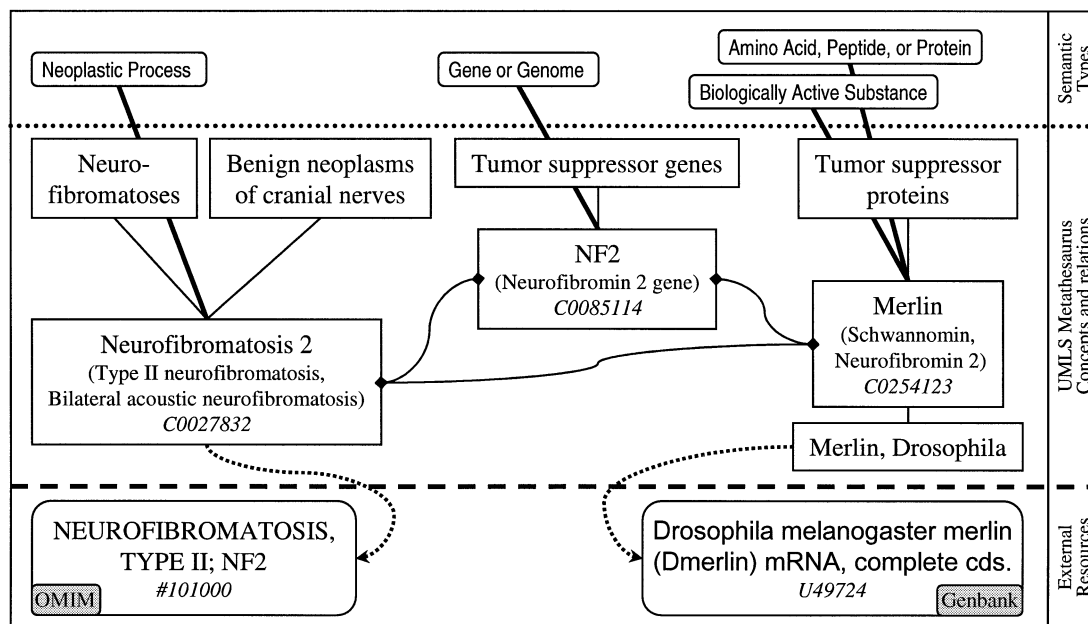 Neoplastic Process
Gene or Genome
Amino Acid, Peptide, or Protein
Biologically Active Substance
Semantic
Types
Neuro-
fibromatoses
Benign neoplasms
of cranial nerves
Tumor suppressor genes
Tumor suppressor
proteins
NF2
(Neurofibromin 2 gene)
C0085114
Merlin
(Schwannomin,
Neurofibromin 2)
C0254123
Neurofibromatosis 2
(Type II neurofibromatosis,
Bilateral acoustic neurofibromatosis)
C0027832
Merlin, Drosophila
UMLS Metathesaurus
Concepts and relations
NEUROFIBROMATOSIS,
TYPE II; NF2
#101000
OMIM
Drosophila melanogaster merlin
(Dmerlin) mRNA, complete cds.
U49724
Genbank
External
Resources